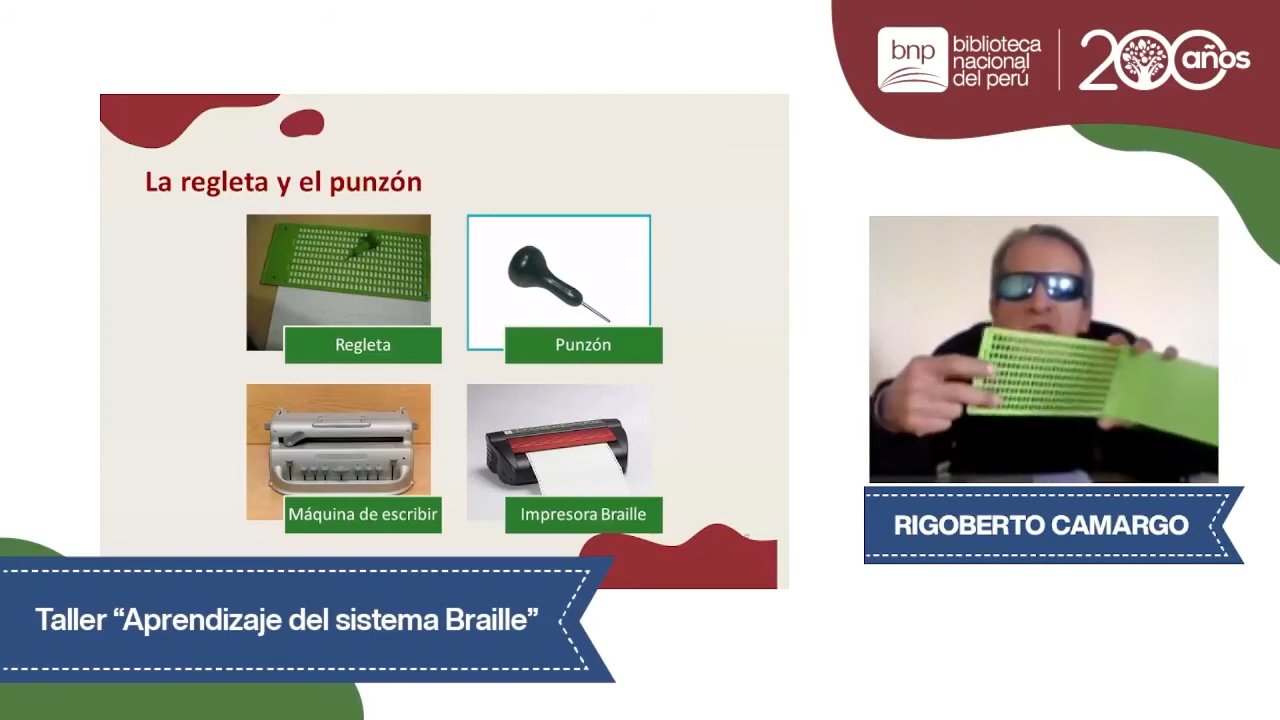 bnp
biblioteca
nacional
del perú
200 años
La regleta y el punzón
Regleta
Punzón
Máquina de escribir
Impresora Braille
RIGOBERTO CAMARGO
Taller “Aprendizaje del sistema Braille”